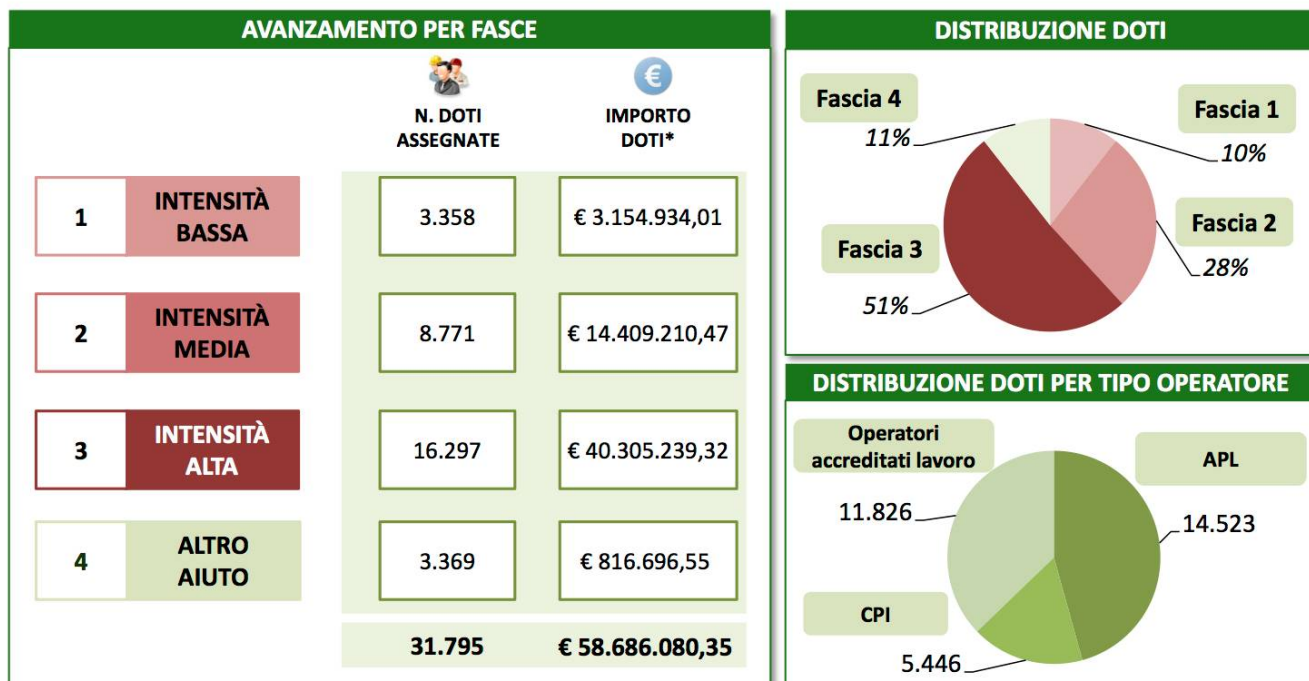 AVANZAMENTO PER FASCE
€
N. DOTI
ASSEGNATE
IMPORTO
DOTI*
1
INTENSITÀ
BASSA
3.358
€ 3.154.934,01
2
INTENSITÀ
MEDIA
8.771
€ 14.409.210,47
3
INTENSITÀ
ALTA
16.297
€ 40.305.239,32
4
ALTRO
AIUTO
3.369
€ 816.696,55
31.795
€ 58.686.080,35
DISTRIBUZIONE DOTI
Fascia 4
11%
Fascia 1
10%
Fascia 3
51%
Fascia 2
28%
DISTRIBUZIONE DOTI PER TIPO OPERATORE
Operatori
accreditati lavoro
11.826
APL
14.523
CPI
5.446